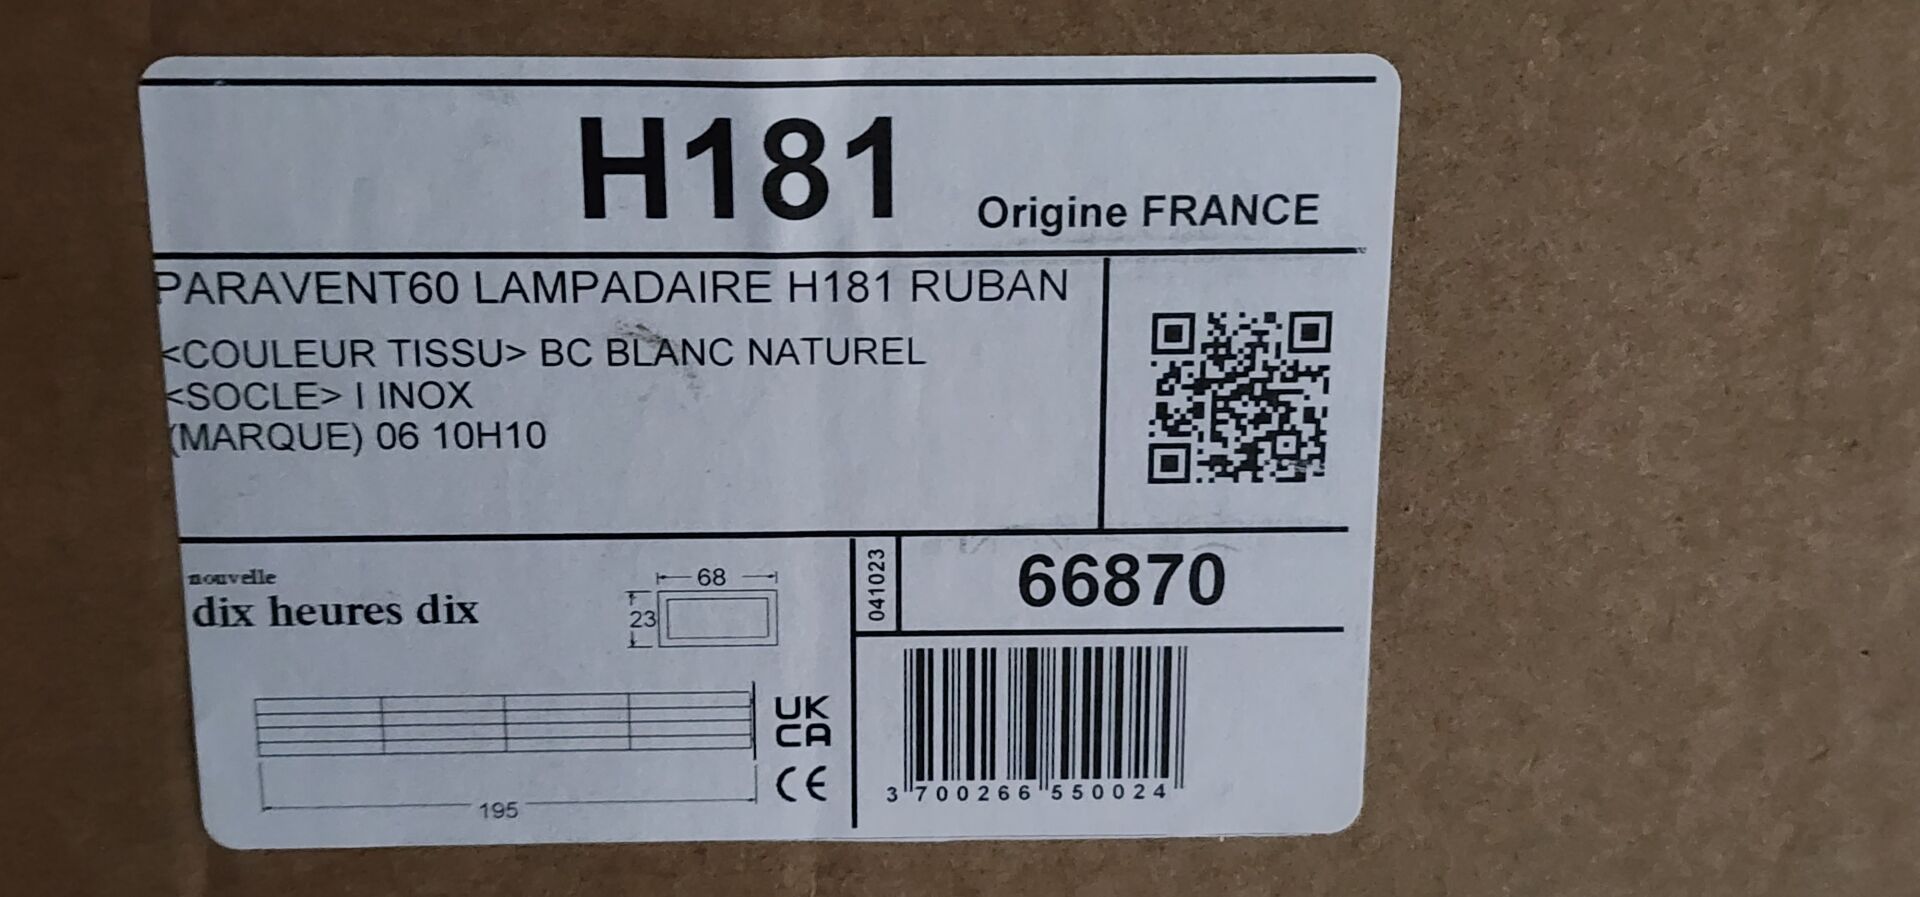 H181
Origine FRANCE
PARAVENT60 LAMPADAIRE H181 RUBAN
<COULEUR TISSU> BC BLANC NATUREL
<SOCLE> I INOX
(MARQUE) 06 10H10
nouvelle
dix heures dix
68
23
195
UK
CA
CE
041023
66870
3 700266 550024